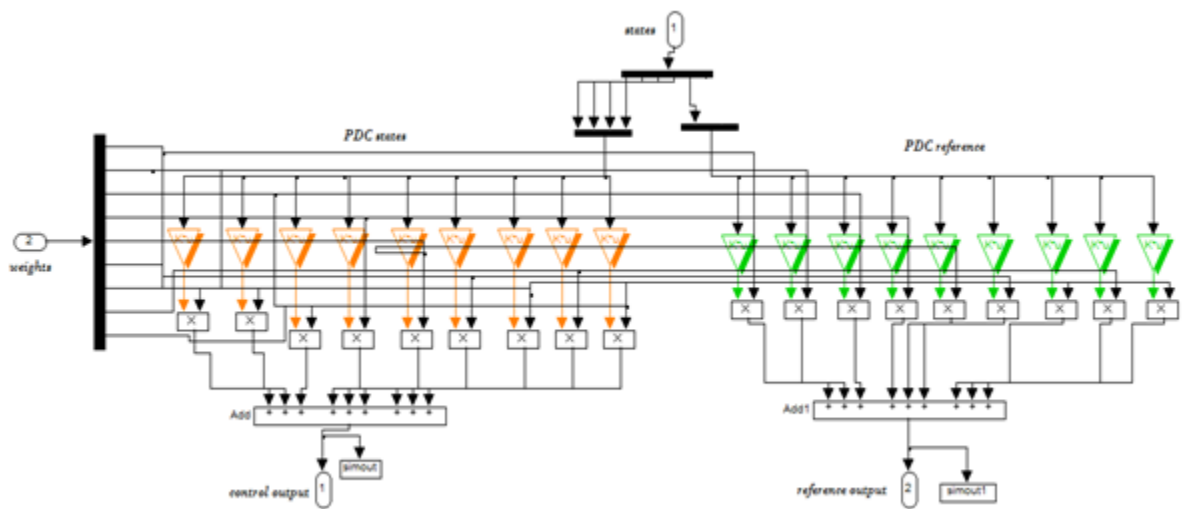 states
1
PDC states
PDC reference
2
weights
K*u K*u K*u K*u K*u K*u K*u K*u K*u
K*u K*u K*u K*u K*u K*u K*u K*u K*u
× × × × × × × × ×
× × × × × × × × ×
Add
+ + + + + + + + +
Add1
+ + + + + + + + +
simout
control output
1
reference output
2
simout1